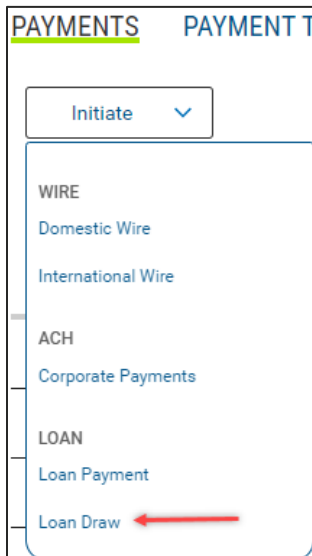 PAYMENTS PAYMENT T
Initiate
WIRE
Domestic Wire
International Wire
ACH
Corporate Payments
LOAN
Loan Payment
Loan Draw